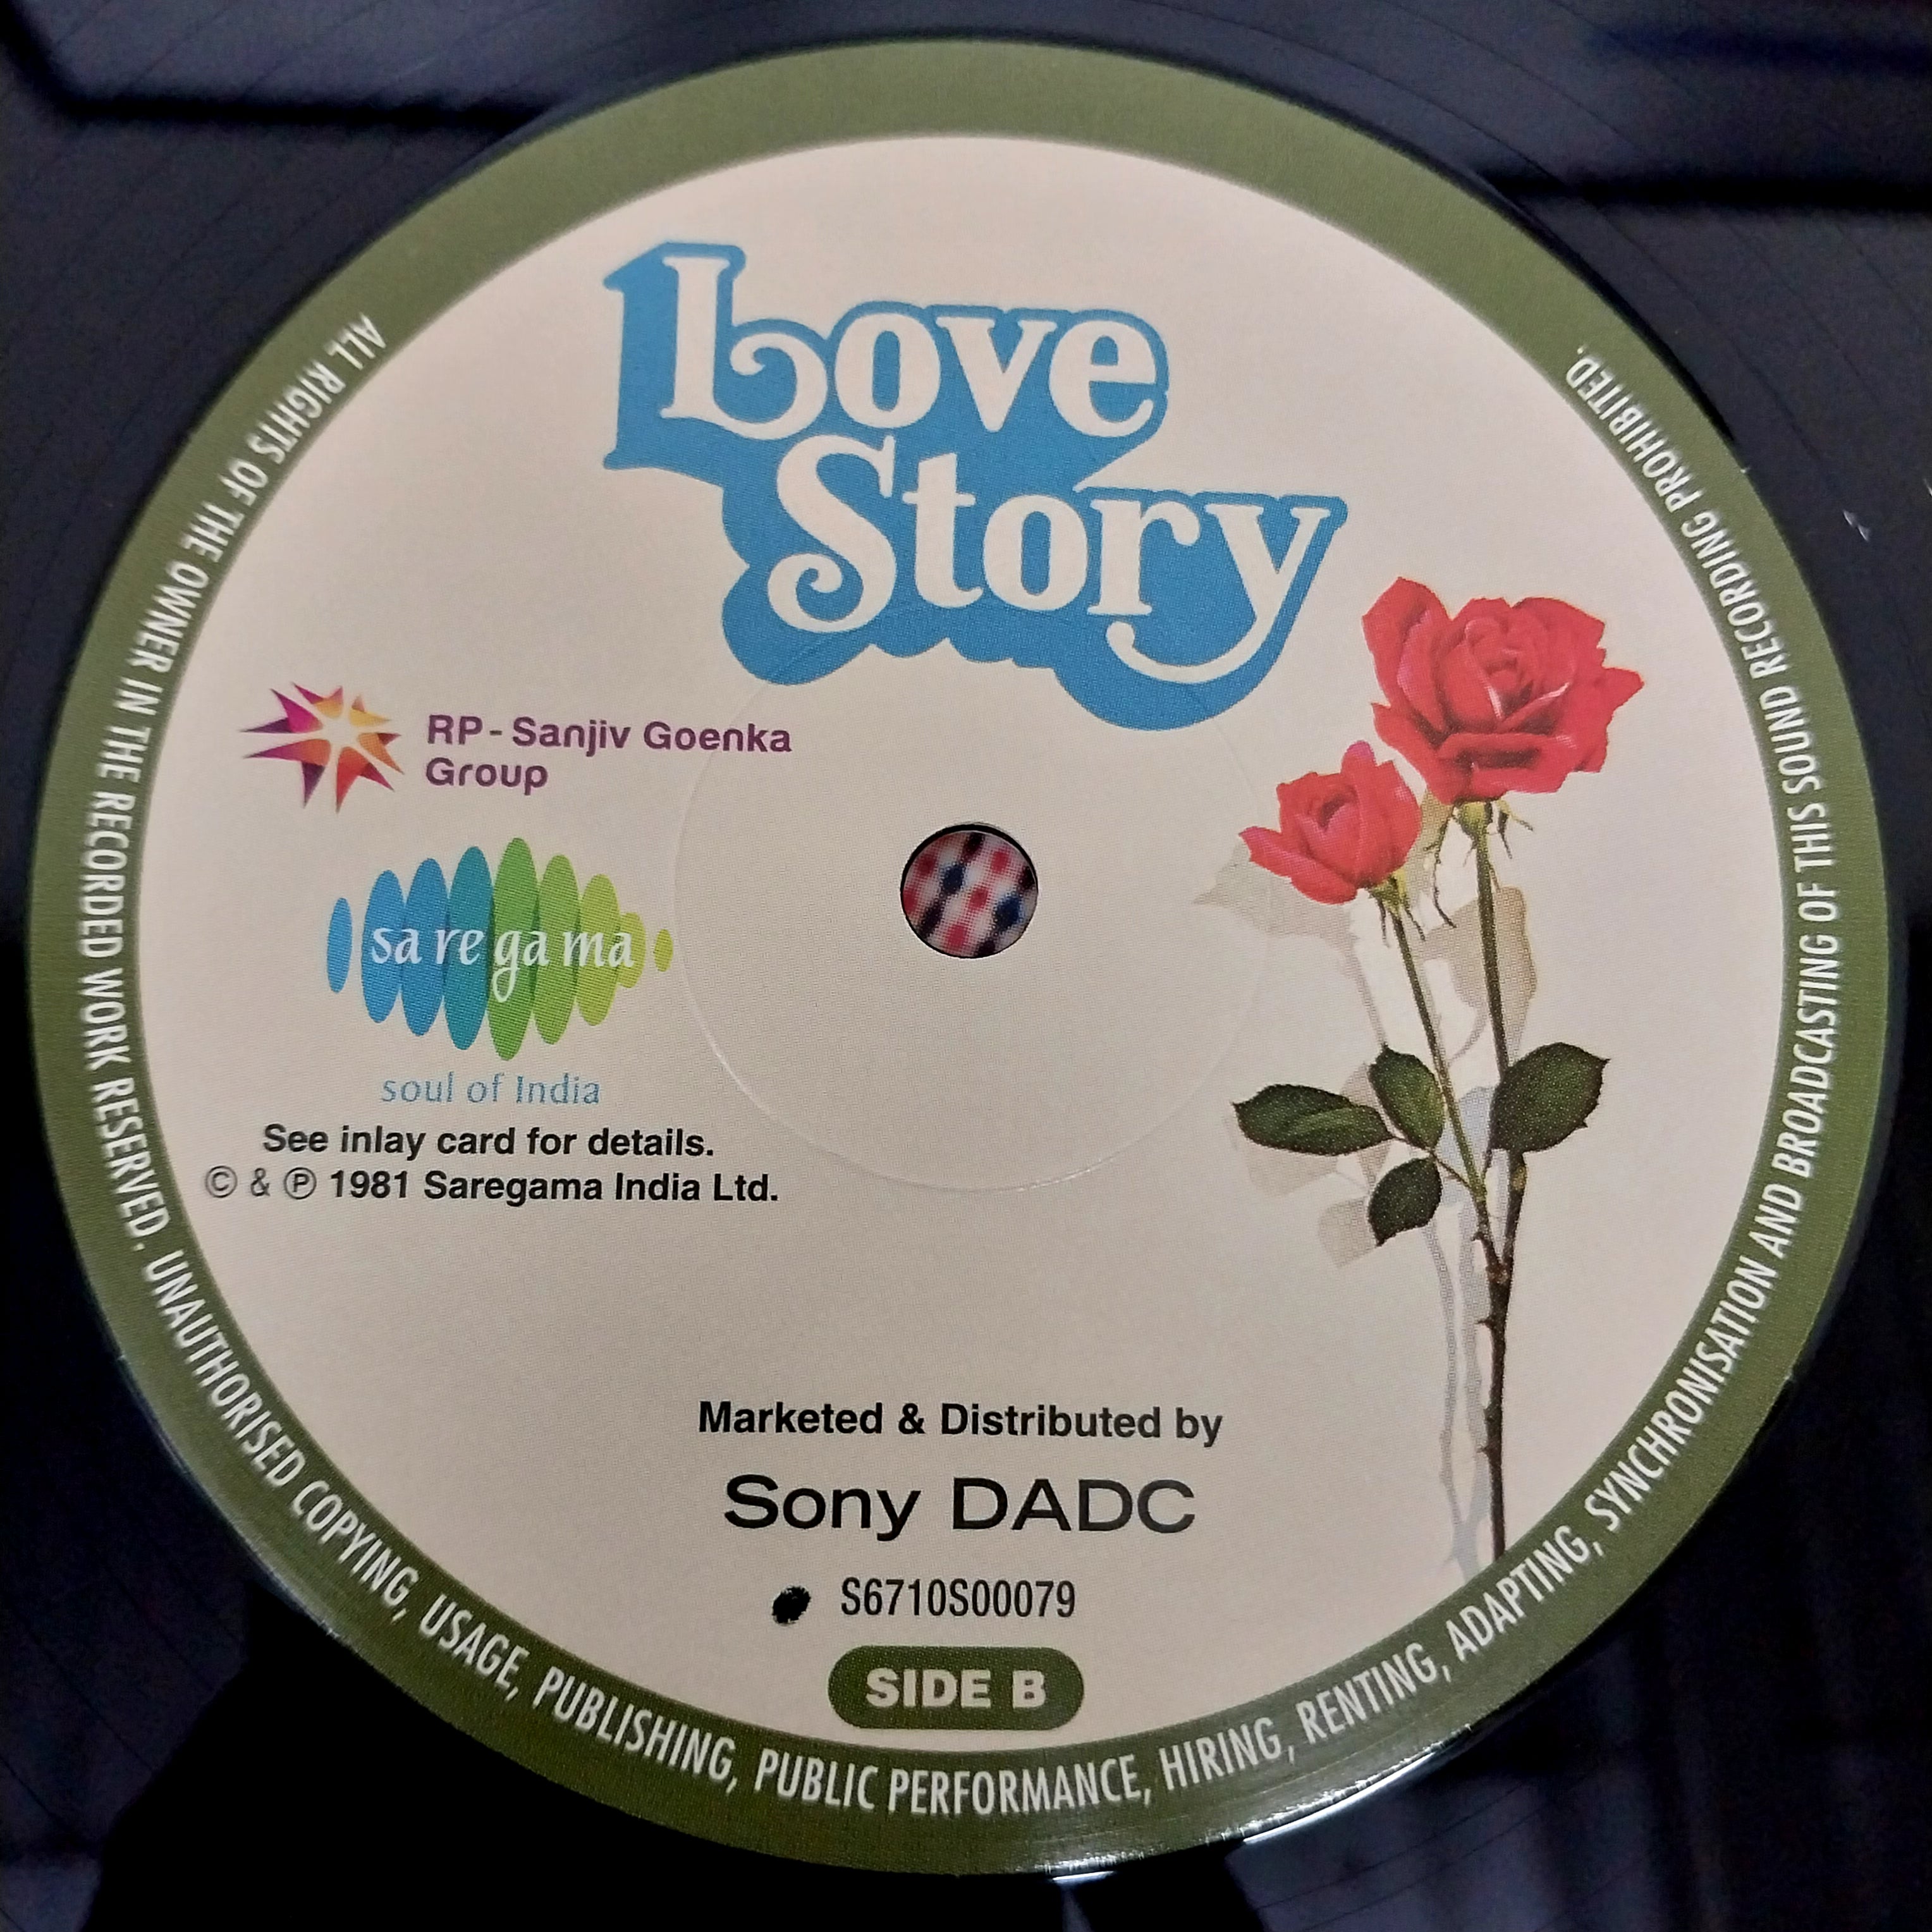 Love
Story
RP-Sanjiv Goenka
Group
sa re ga ma
soul of India
See inlay card for details.
© & ℗ 1981 Saregama India Ltd.
Marketed & Distributed by
Sony DADC
S6710S00079
SIDE B
ALL RIGHTS OF THE OWNER IN THE RECORDED WORK RESERVED. UNAUTHORISED COPYING, USAGE, PUBLISHING, PUBLIC PERFORMANCE, HIRING, RENTING, ADAPTING, SYNCHRONISATION AND BROADCASTING OF THIS SOUND RECORDING PROHIBITED.